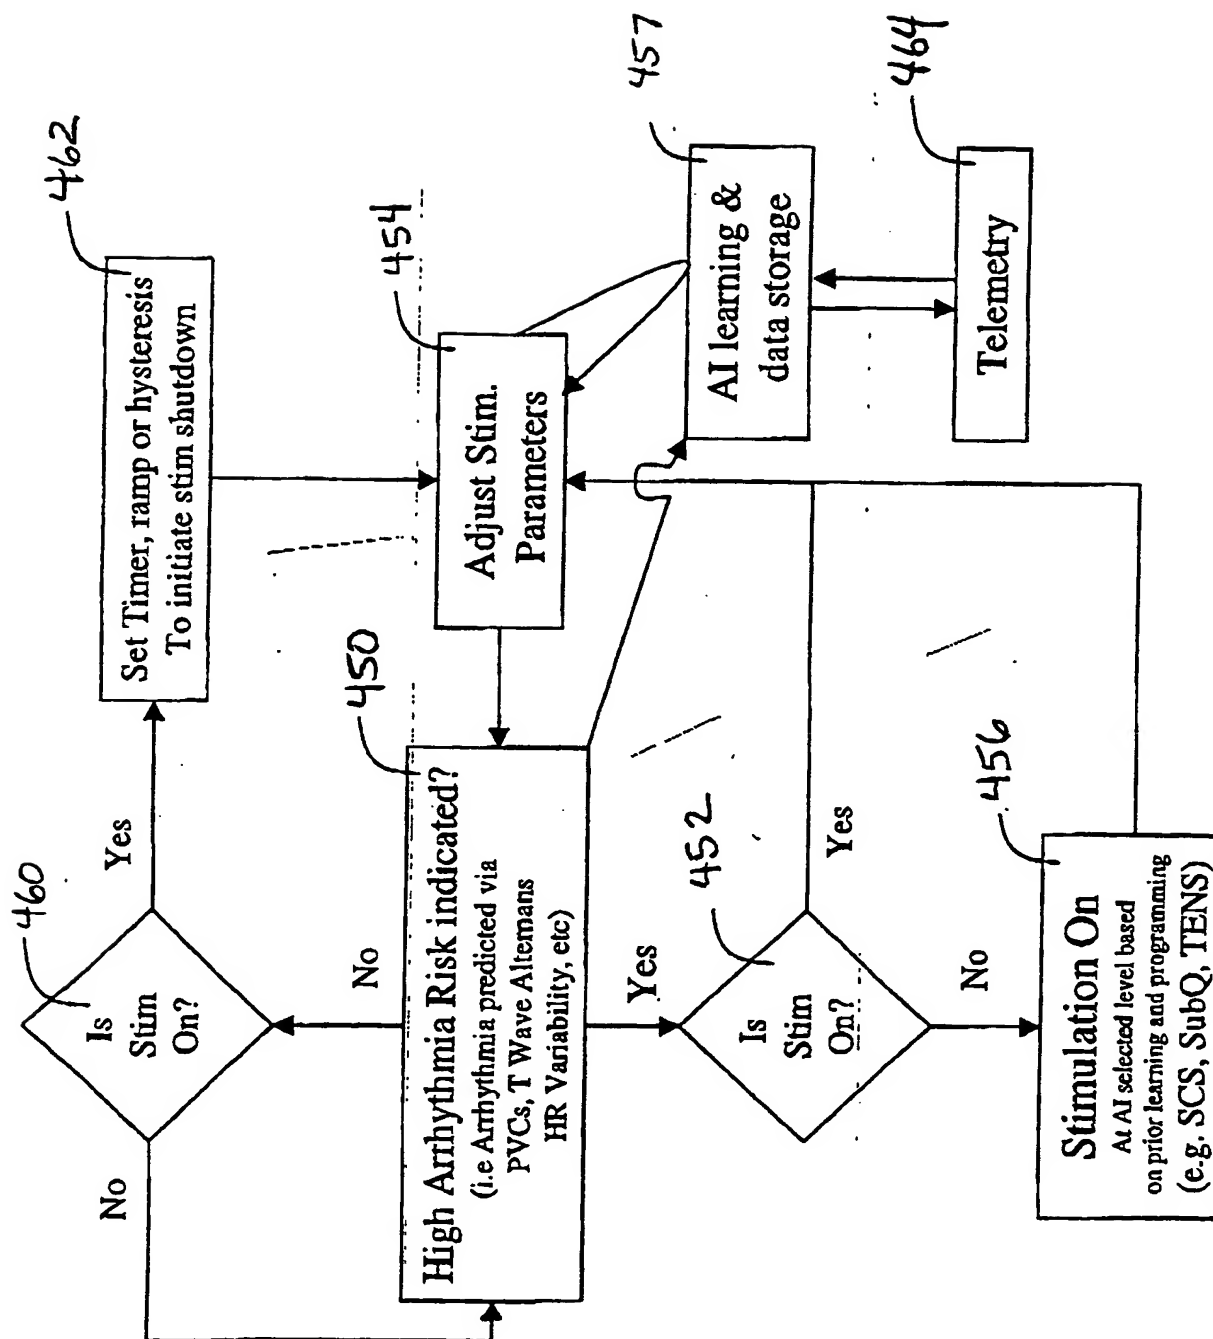 462
Set Timer, ramp or hysteresis
To initiate stim shutdown
460
Is
Stim
On?
Yes
No
454
Adjust Stim.
Parameters
450
High Arrhythmia Risk indicated?
(i.e Arrhythmia predicted via
PVCs, T Wave Alternans
HR Variability, etc)
No
Yes
457
AI learning &
data storage
464
Telemetry
452
Is
Stim
On?
Yes
No
456
Stimulation On
At AI selected level based
on prior learning and programming
(e.g. SCS, SubQ, TENS)